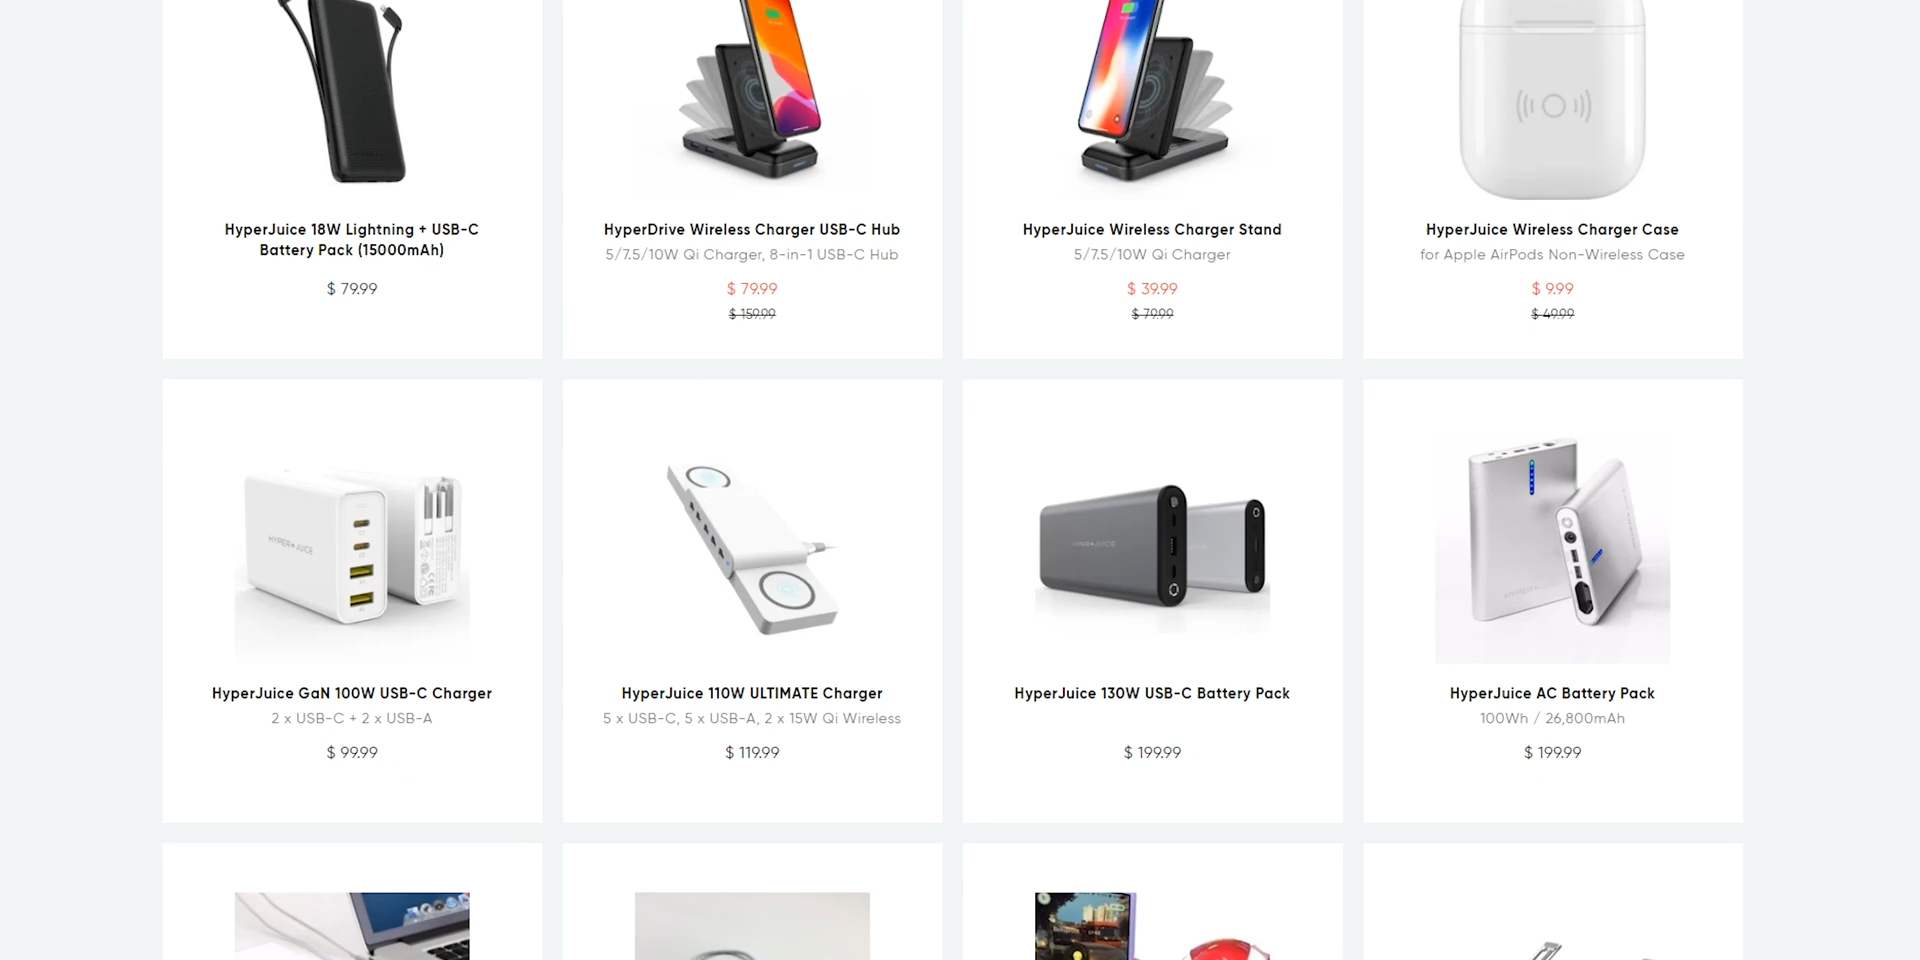 HyperJuice 18W Lightning + USB-C
Battery Pack (15000mAh)
$ 79.99
HyperDrive Wireless Charger USB-C Hub
5/7.5/10W Qi Charger, 8-in-1 USB-C Hub
$ 79.99
$ 159.99
HyperJuice Wireless Charger Stand
5/7.5/10W Qi Charger
$ 39.99
$ 79.99
HyperJuice Wireless Charger Case
for Apple AirPods Non-Wireless Case
$ 9.99
$ 49.99
HYPER JUICE
HyperJuice GaN 100W USB-C Charger
2 x USB-C + 2 x USB-A
$ 99.99
HyperJuice 110W ULTIMATE Charger
5 x USB-C, 5 x USB-A, 2 x 15W Qi Wireless
$ 119.99
HYPER JUICE
HyperJuice 130W USB-C Battery Pack
$ 199.99
HyperJuice AC Battery Pack
100Wh / 26,800mAh
$ 199.99